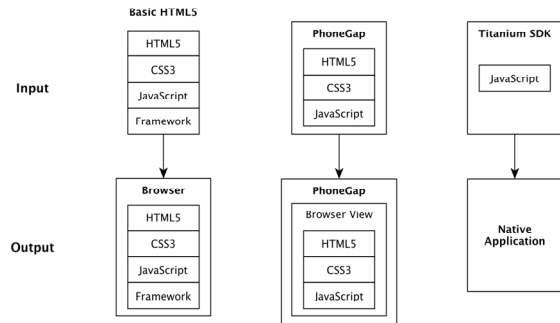 Basic HTML5
HTML5
CSS3
JavaScript
Framework
PhoneGap
HTML5
CSS3
JavaScript
Titanium SDK
JavaScript
Input
Browser
HTML5
CSS3
JavaScript
Framework
PhoneGap
Browser View
HTML5
CSS3
JavaScript
Native
Application
Output